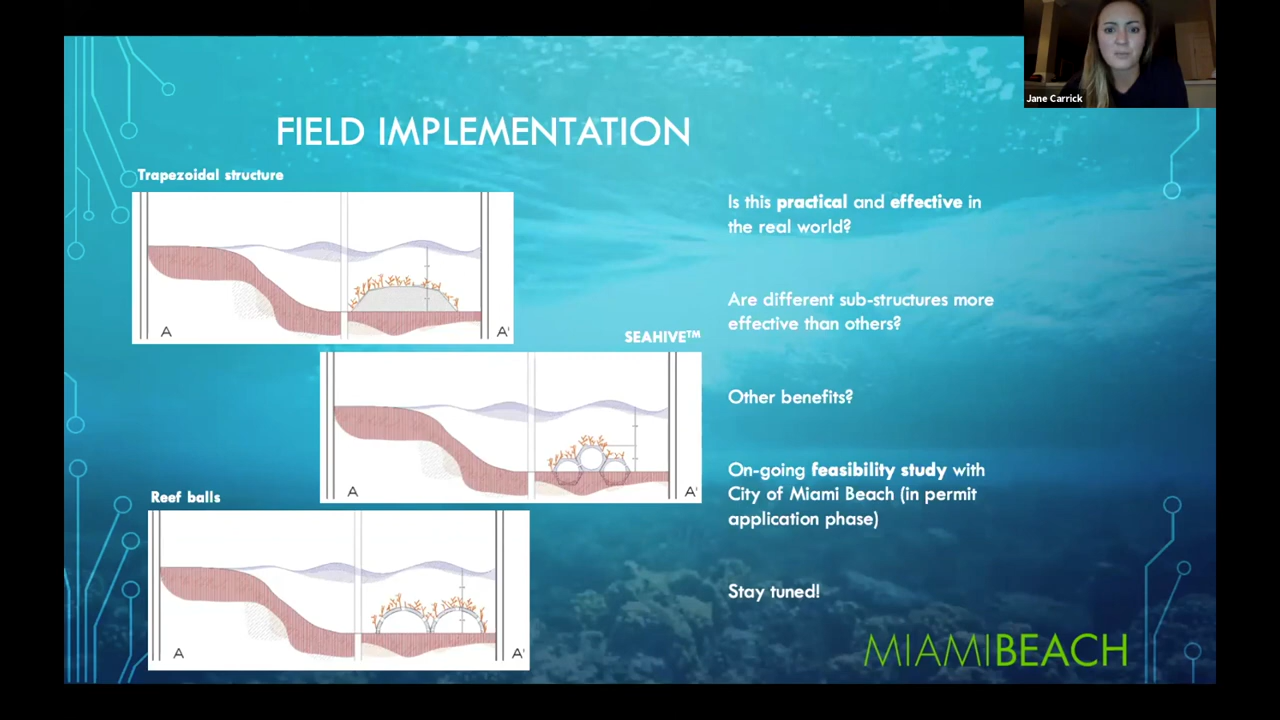 Jane Carrick
FIELD IMPLEMENTATION
Trapezoidal structure
A
A'
SEAHIVE™
A
A'
Reef balls
A
A'
Is this practical and effective in
the real world?
Are different sub-structures more
effective than others?
Other benefits?
On-going feasibility study with
City of Miami Beach (in permit
application phase)
Stay tuned!
MIAMIBEACH